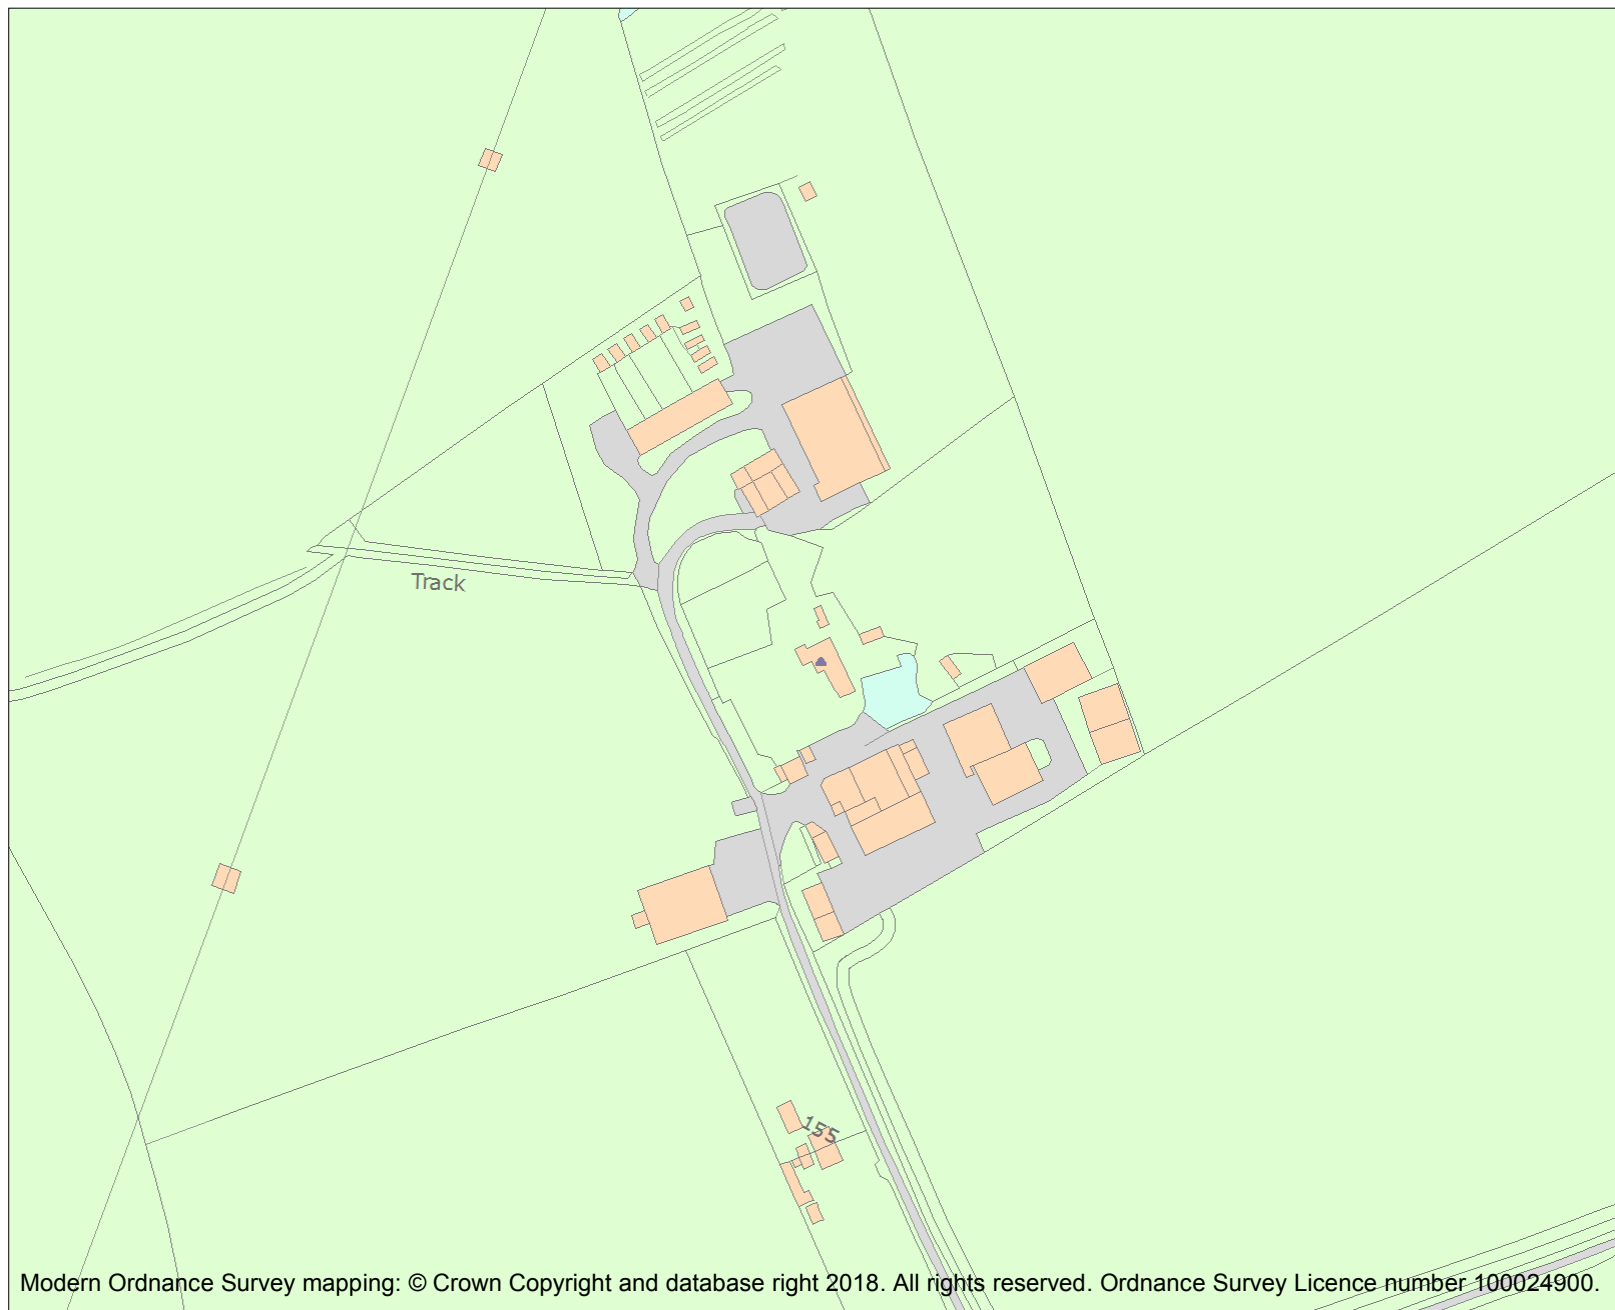 Track
155
Modern Ordnance Survey mapping: © Crown Copyright and database right 2018. All rights reserved. Ordnance Survey Licence number 100024900.